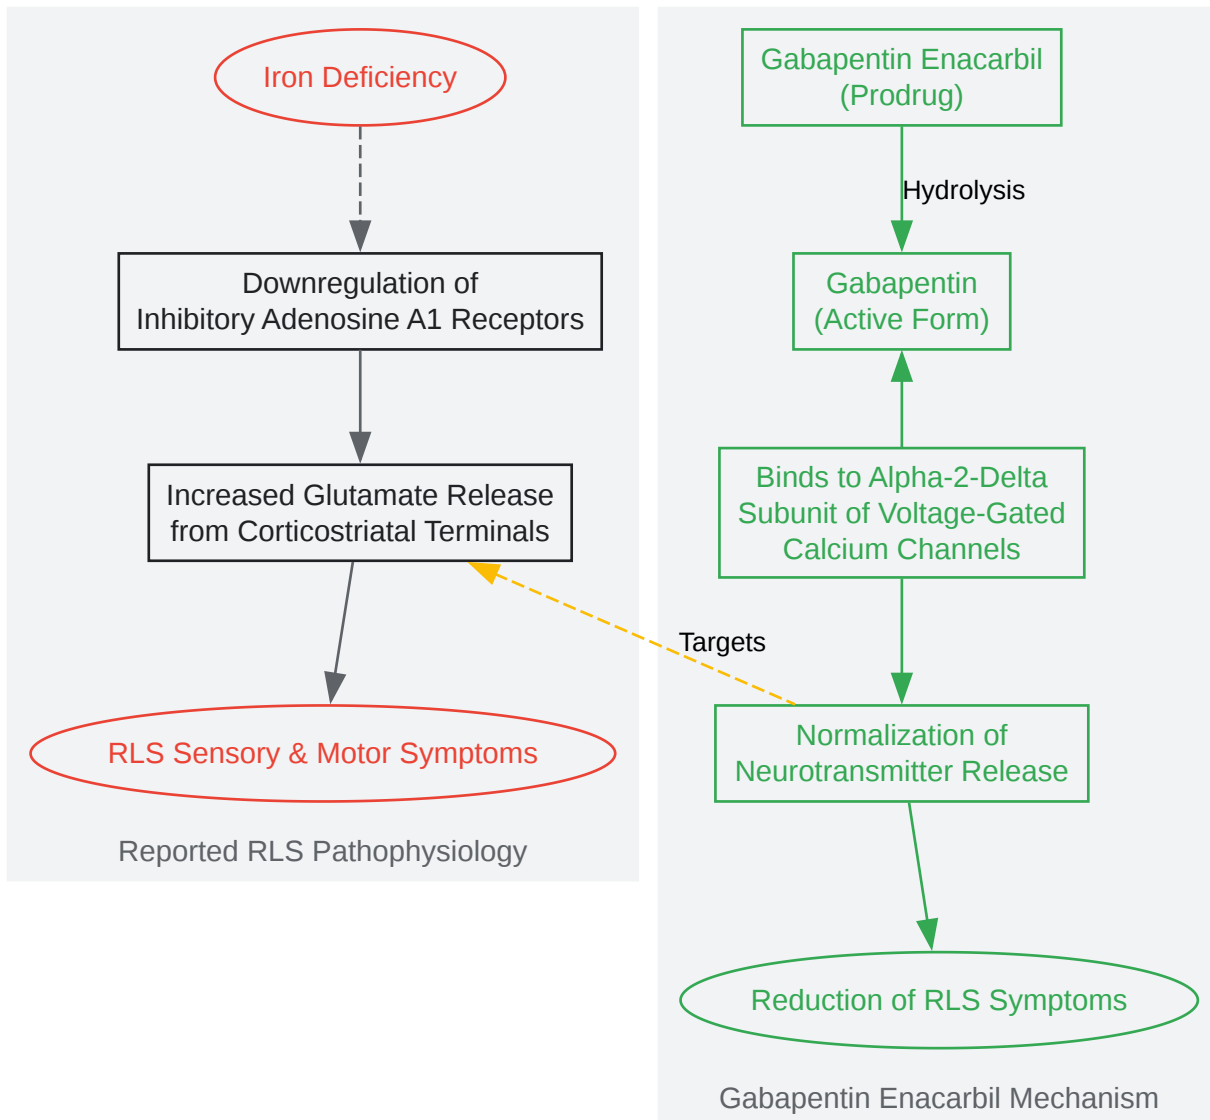 Iron Deficiency
Downregulation of
Inhibitory Adenosine A1 Receptors
Increased Glutamate Release
from Corticostriatal Terminals
RLS Sensory & Motor Symptoms
Reported RLS Pathophysiology
Gabapentin Enacarbil
(Prodrug)
Hydrolysis
Gabapentin
(Active Form)
Binds to Alpha-2-Delta
Subunit of Voltage-Gated
Calcium Channels
Targets
Normalization of
Neurotransmitter Release
Reduction of RLS Symptoms
Gabapentin Enacarbil Mechanism